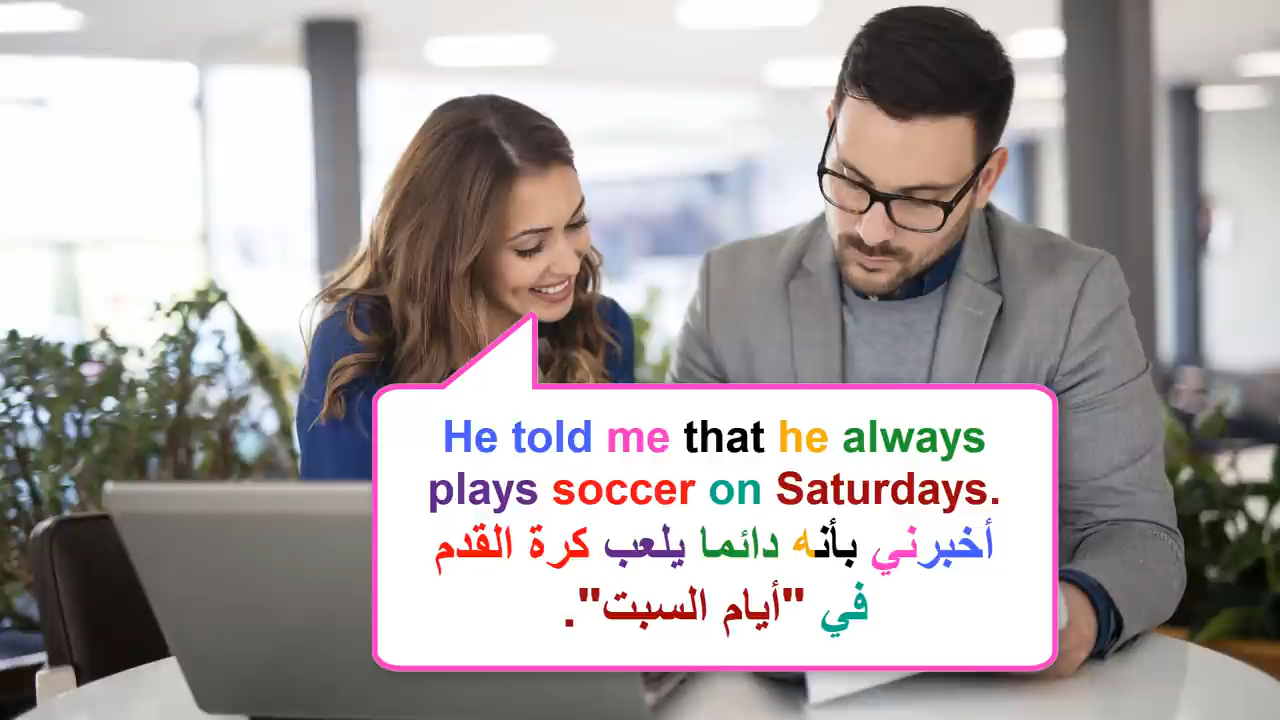 He told me that he always
plays soccer on Saturdays.
أخبرني بأنه دائما يلعب كرة القدم
في "أيام السبت".